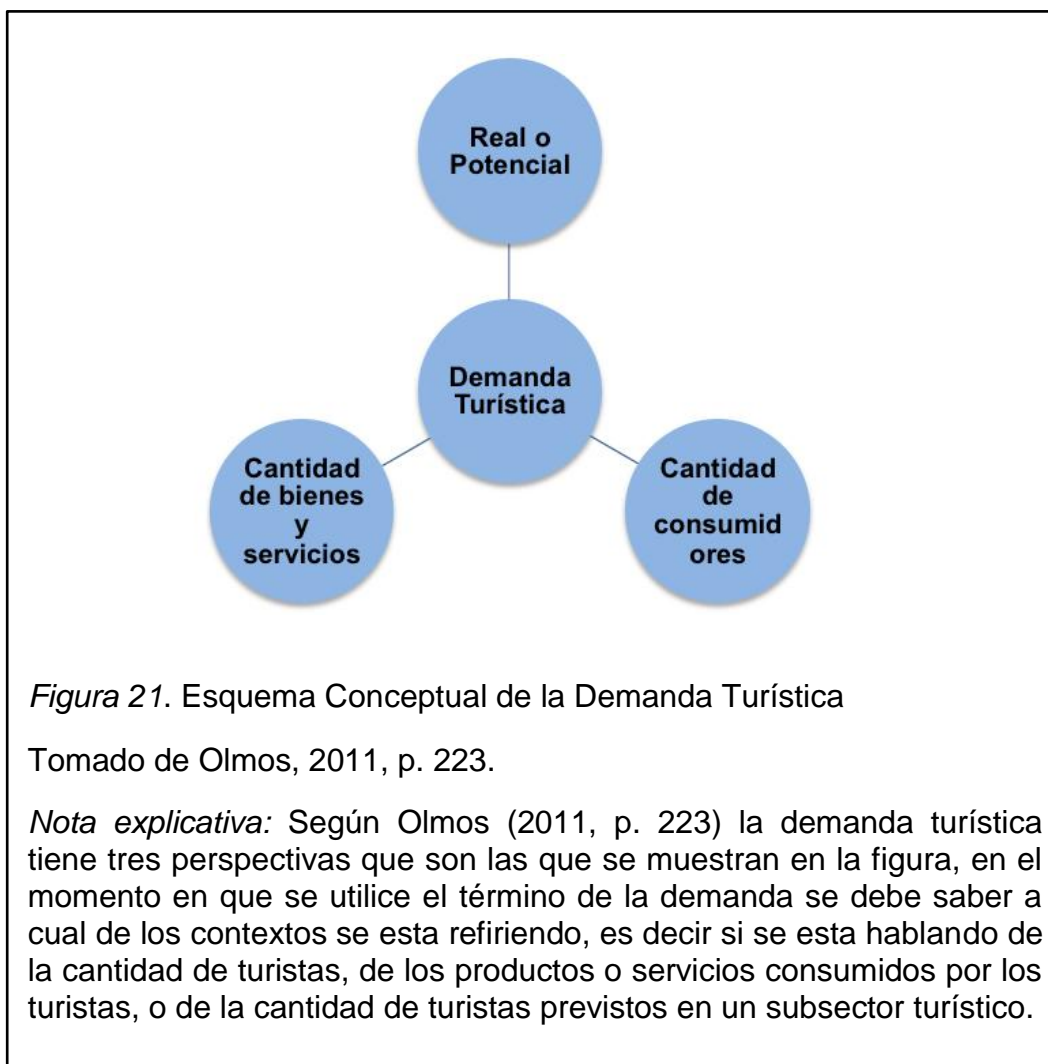 Real o
Potencial
Demanda
Turística
Cantidad
de bienes
y
servicios
Cantidad
de
consumid
ores
Figura 21. Esquema Conceptual de la Demanda Turística
Tomado de Olmos, 2011, p. 223.
Nota explicativa: Según Olmos (2011, p. 223) la demanda turística
tiene tres perspectivas que son las que se muestran en la figura, en el
momento en que se utilice el término de la demanda se debe saber a
cual de los contextos se esta refiriendo, es decir si se esta hablando de
la cantidad de turistas, de los productos o servicios consumidos por los
turistas, o de la cantidad de turistas previstos en un subsector turístico.